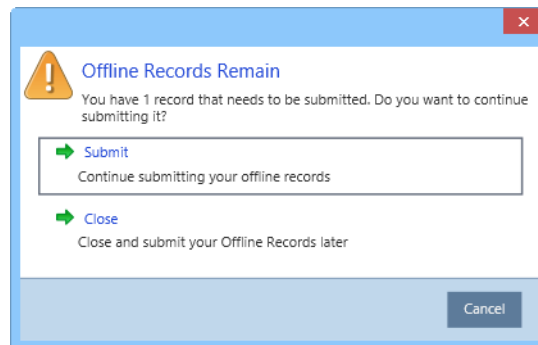 Offline Records Remain
You have 1 record that needs to be submitted. Do you want to continue
submitting it?
Submit
Continue submitting your offline records
Close
Close and submit your Offline Records later
Cancel